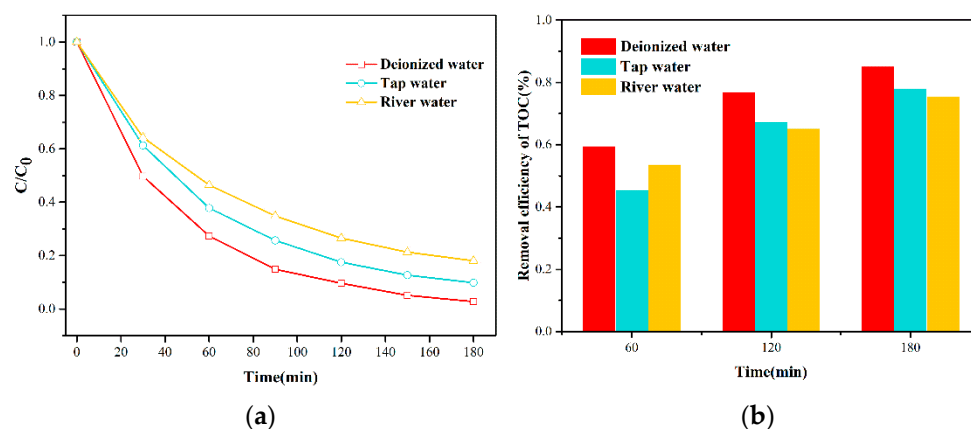 1.0
0.8
0.6
0.4
0.2
0.0
C/C0
0 20 40 60 80 100 120 140 160 180
Time(min)
Deionized water
Tap water
River water
(a)
1.0
0.8
0.6
0.4
0.2
0.0
Removal efficiency of TOC(%)
60 120 180
Time(min)
Deionized water
Tap water
River water
(b)